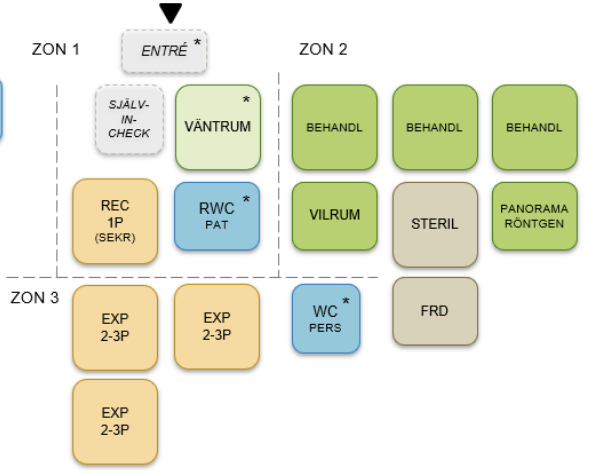 ZON 1
ENTRÉ *
ZON 2
SJÄLV-
IN-
CHECK
*
VÄNTRUM
BEHANDL
BEHANDL
BEHANDL
REC
1P
(SEKR)
RWC *
PAT
VILRUM
STERIL
PANORAMA
RÖNTGEN
ZON 3
EXP
2-3P
EXP
2-3P
WC *
PERS
FRD
EXP
2-3P